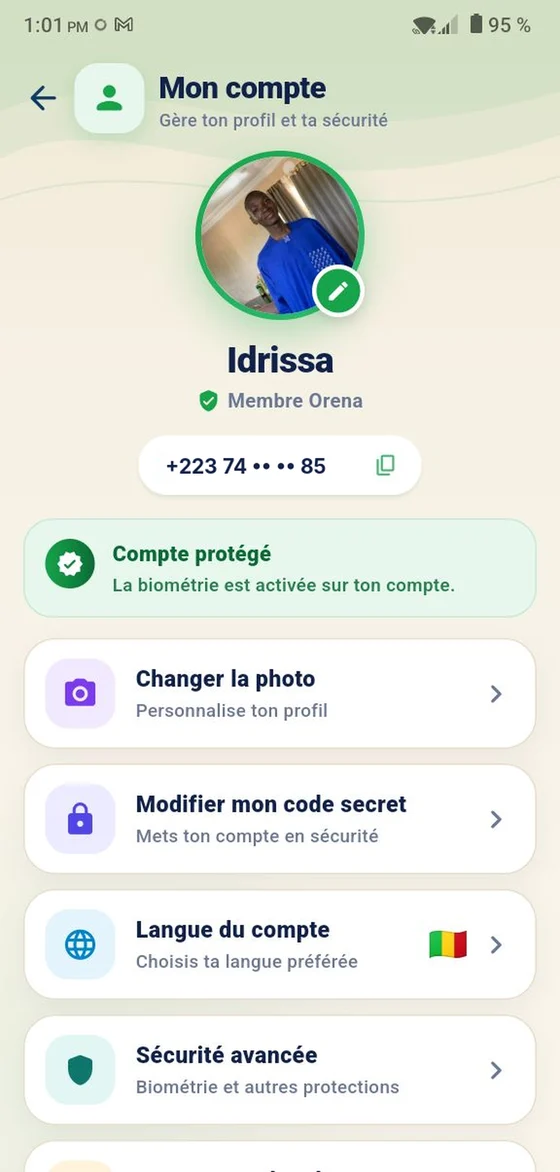 1:01 PM
95 %
Mon compte
Gère ton profil et ta sécurité
Idrissa
Membre Orena
+223 74 •• •• 85
Compte protégé
La biométrie est activée sur ton compte.
Changer la photo
Personnalise ton profil
Modifier mon code secret
Mets ton compte en sécurité
Langue du compte
Choisis ta langue préférée
Sécurité avancée
Biométrie et autres protections